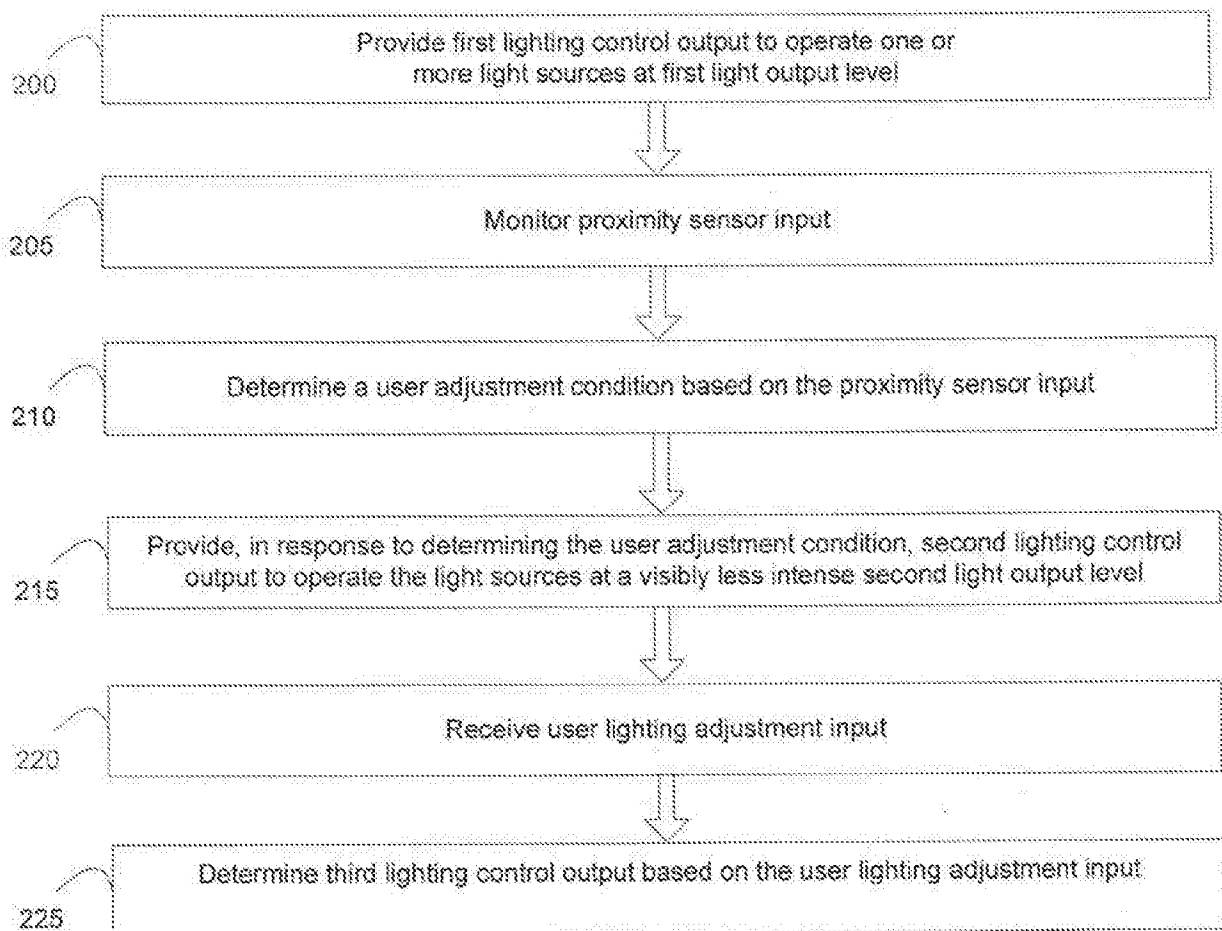 Provide first lighting control output to operate one or
more light sources at first light output level
200
Monitor proximity sensor input
205
Determine a user adjustment condition based on the proximity sensor input
210
Provide, in response to determining the user adjustment condition, second lighting control
output to operate the light sources at a visibly less intense second light output level
215
Receive user lighting adjustment input
220
Determine third lighting control output based on the user lighting adjustment input
225